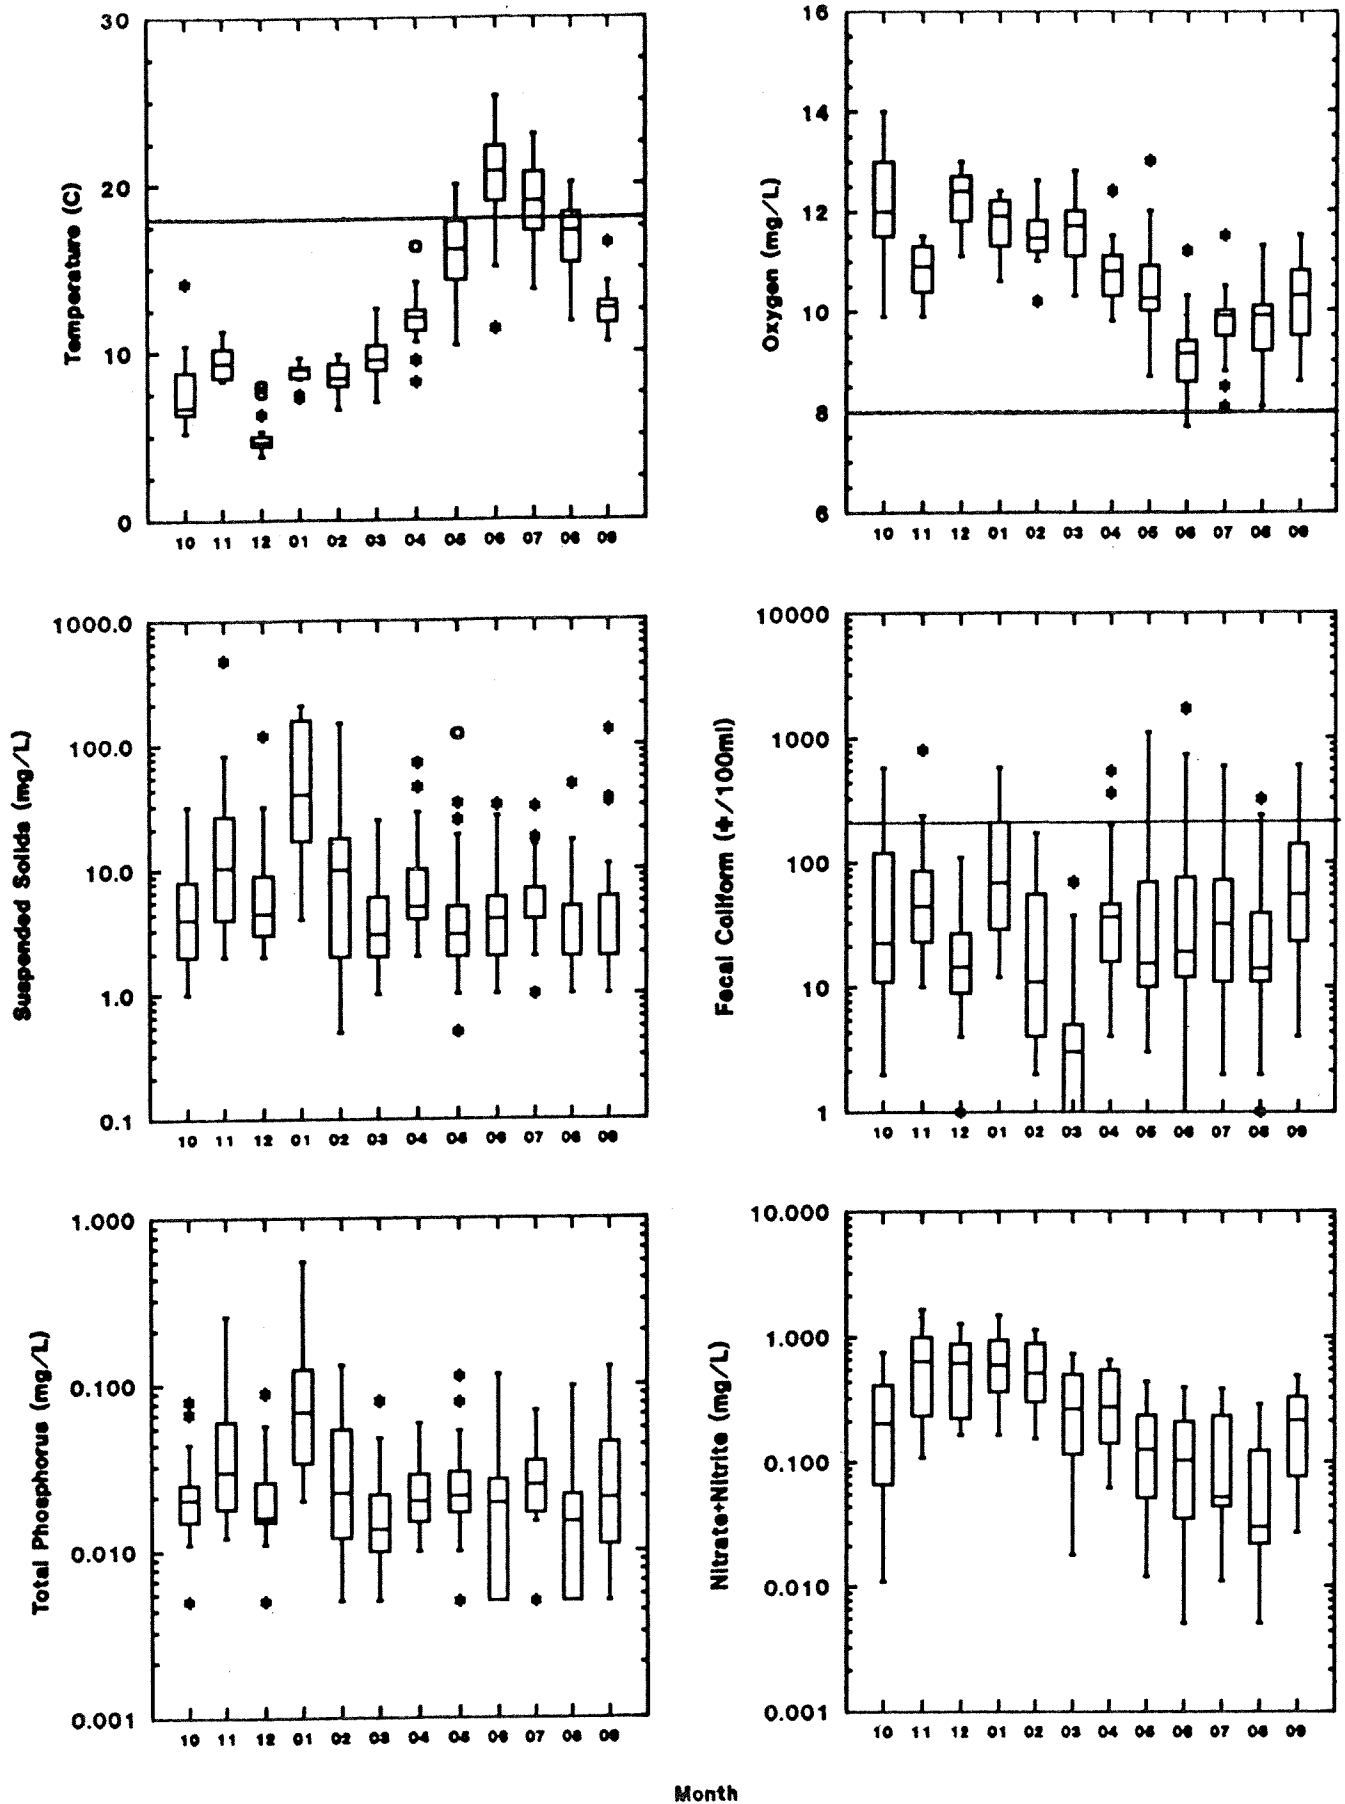 Temperature (C)
30
20
10
0
10 11 12 01 02 03 04 05 06 07 08 09
Oxygen (mg/L)
16
14
12
10
8
6
10 11 12 01 02 03 04 05 06 07 08 09
Suspended Solids (mg/L)
1000.0
100.0
10.0
1.0
0.1
10 11 12 01 02 03 04 05 06 07 08 09
Fecal Coliform (#/100ml)
10000
1000
100
10
1
10 11 12 01 02 03 04 05 06 07 08 09
Total Phosphorus (mg/L)
1.000
0.100
0.010
0.001
10 11 12 01 02 03 04 05 06 07 08 09
Nitrate+Nitrite (mg/L)
10.000
1.000
0.100
0.010
0.001
10 11 12 01 02 03 04 05 06 07 08 09
Month